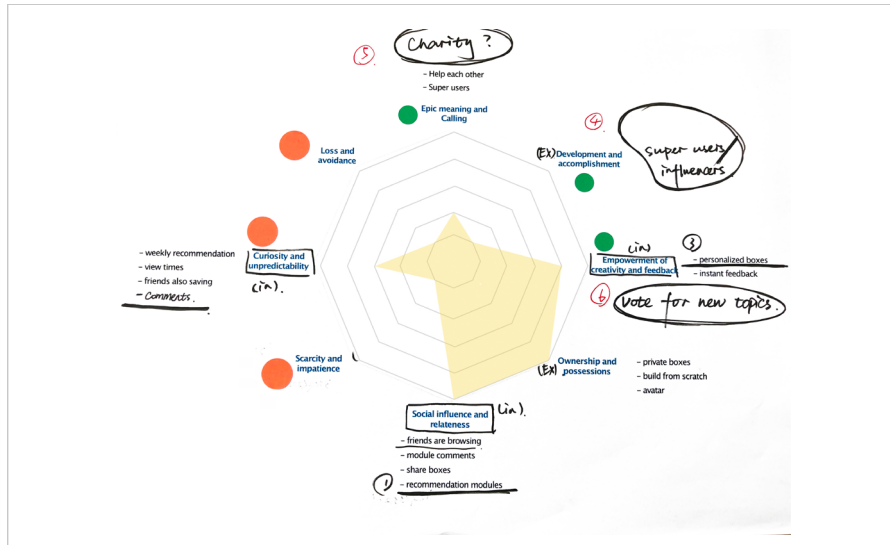 ⑤. Charity ?
- Help each other
- Super users
Epic meaning and
Calling
④.
super users/
influencers
Loss and
avoidance
(EX) Development and
accomplishment
(in) ③
Curiosity and
unpredictability
(in).
- weekly recommendation
- view times
- friends also saving
- Comments.
Empowerment of
creativity and feedback
- personalized boxes
- instant feedback
⑥ Vote for new topics.
Scarcity and
impatience
(EX) Ownership and
possessions
- private boxes
- build from scratch
- avatar
Social influence and
relateness
(in).
- friends are browsing
- module comments
- share boxes
① - recommendation modules